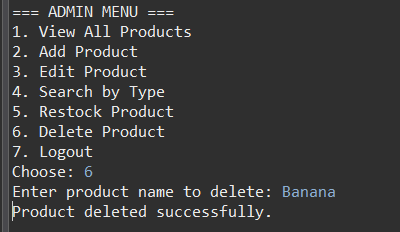 === ADMIN MENU ===
1. View All Products
2. Add Product
3. Edit Product
4. Search by Type
5. Restock Product
6. Delete Product
7. Logout
Choose: 6
Enter product name to delete: Banana
Product deleted successfully.